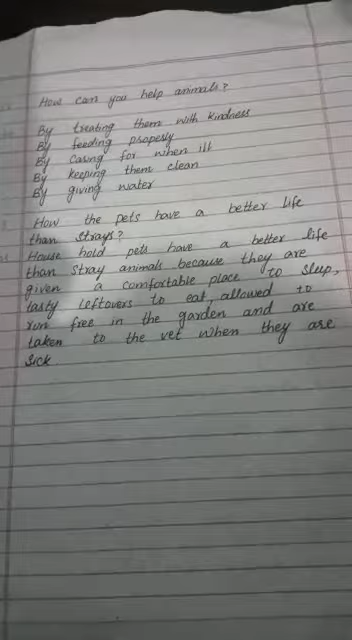 How can you help animals?
By treating them with kindness
By feeding properly
By caring for when ill
By keeping them clean
By giving water
How the pets have a better life
than strays?
House hold pets have a better life
than stray animals because they are
given a comfortable place to sleep,
tasty leftovers to eat, allowed to
run free in the garden and are
taken to the vet when they are
sick